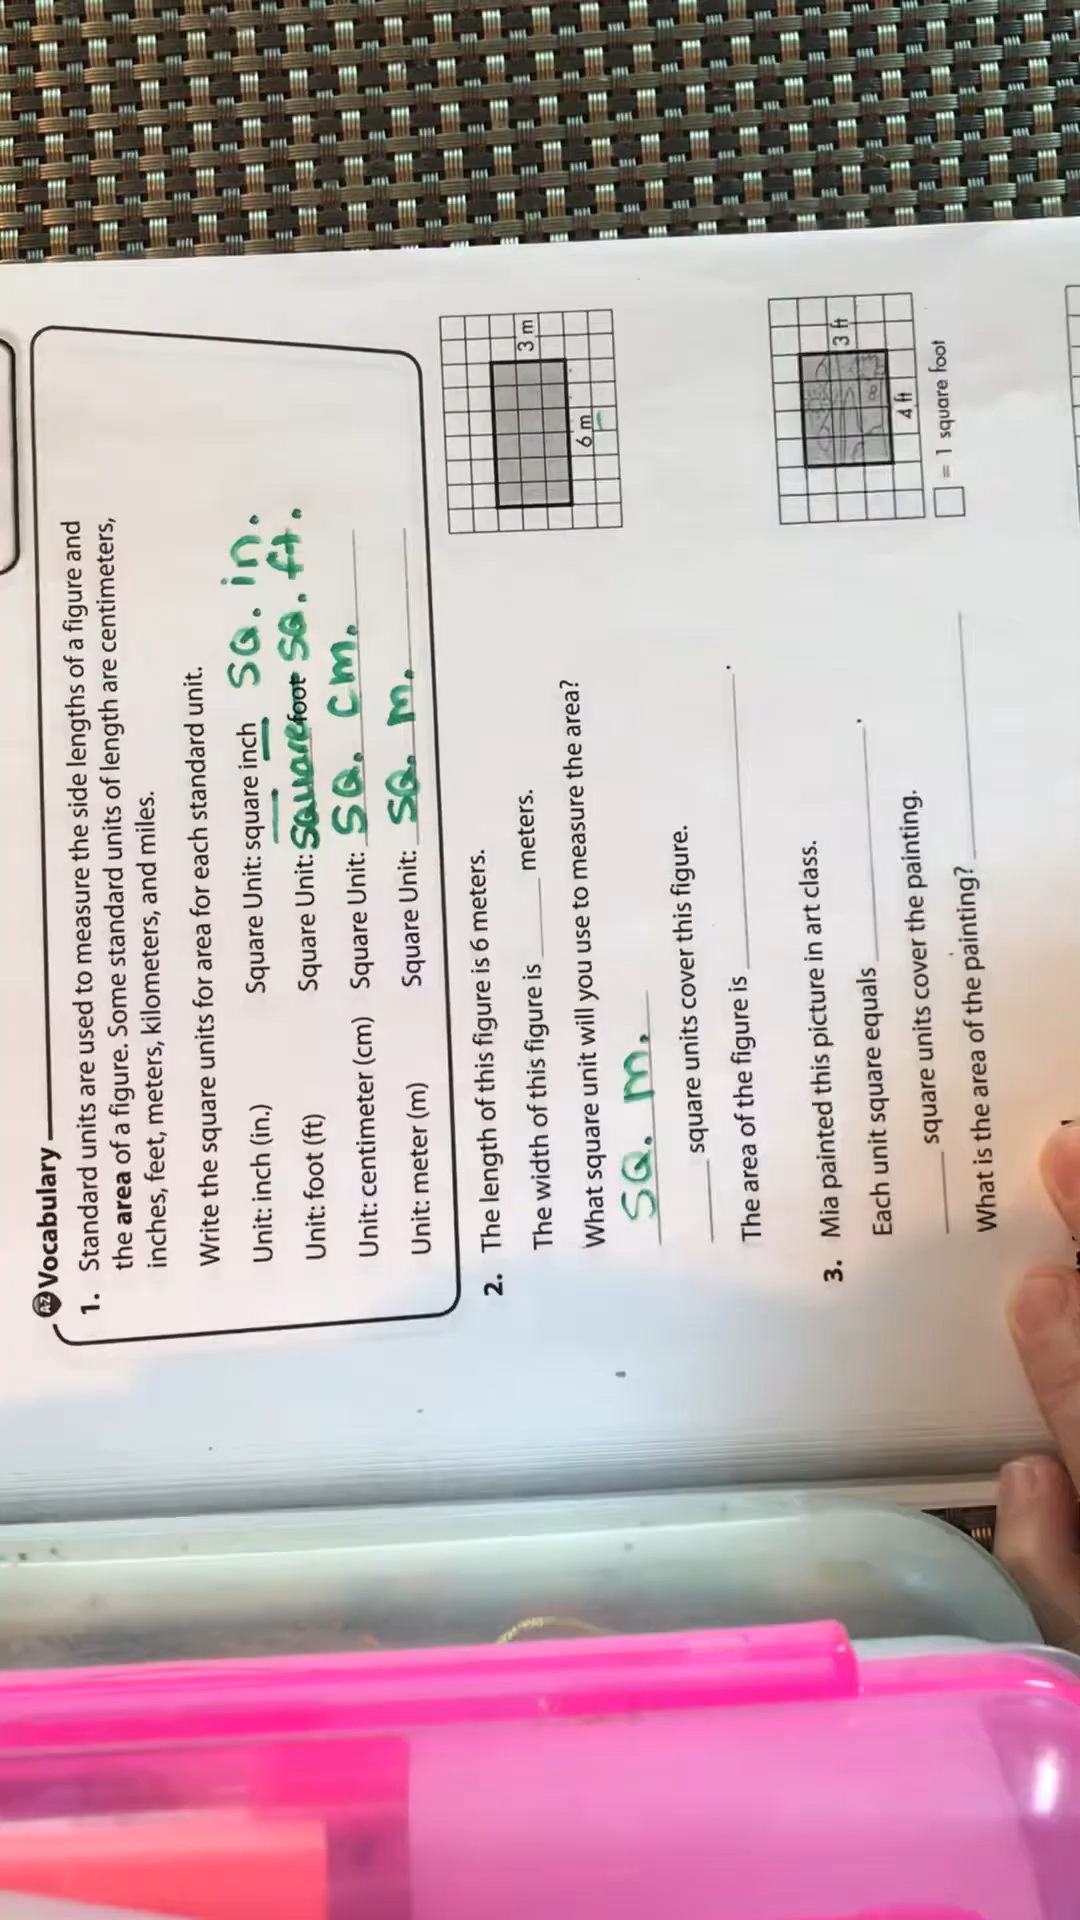 A-Z Vocabulary
1. Standard units are used to measure the side lengths of a figure and
the area of a figure. Some standard units of length are centimeters,
inches, feet, meters, kilometers, and miles.
Write the square units for area for each standard unit.
Unit: inch (in.) Square Unit: square inch sq. in.
Unit: foot (ft) Square Unit: square foot sq. ft.
Unit: centimeter (cm) Square Unit: sq. cm.
Unit: meter (m) Square Unit: sq. m.
2. The length of this figure is 6 meters.
The width of this figure is ____ meters.
What square unit will you use to measure the area?
sq. m.
____ square units cover this figure.
The area of the figure is ____.
3 m
6 m
3. Mia painted this picture in art class.
Each unit square equals ____.
____ square units cover the painting.
What is the area of the painting? ____
3 ft
4 ft
= 1 square foot